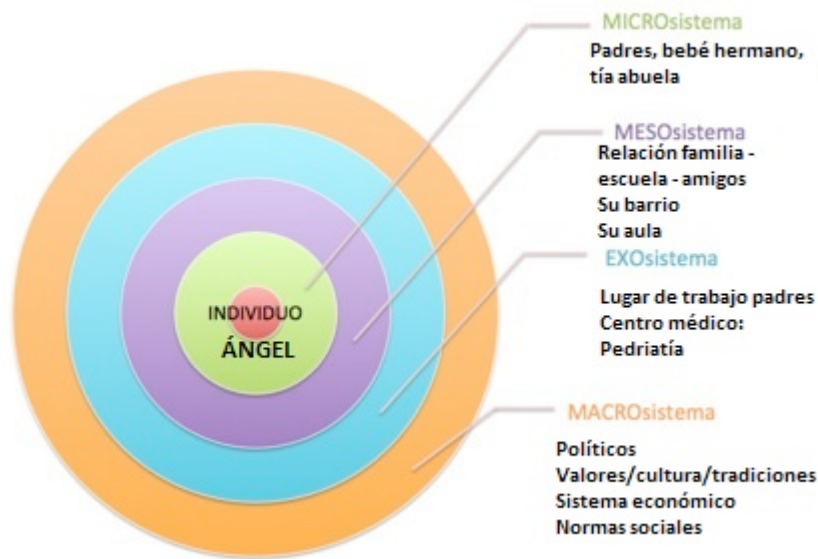 MICROsistema
Padres, bebé hermano,
tía abuela
MESOsistema
Relación familia -
escuela - amigos
Su barrio
Su aula
EXOsistema
Lugar de trabajo padres
Centro médico:
Pedriatía
MACROsistema
Políticos
Valores/cultura/tradiciones
Sistema económico
Normas sociales
INDIVIDUO
ÁNGEL